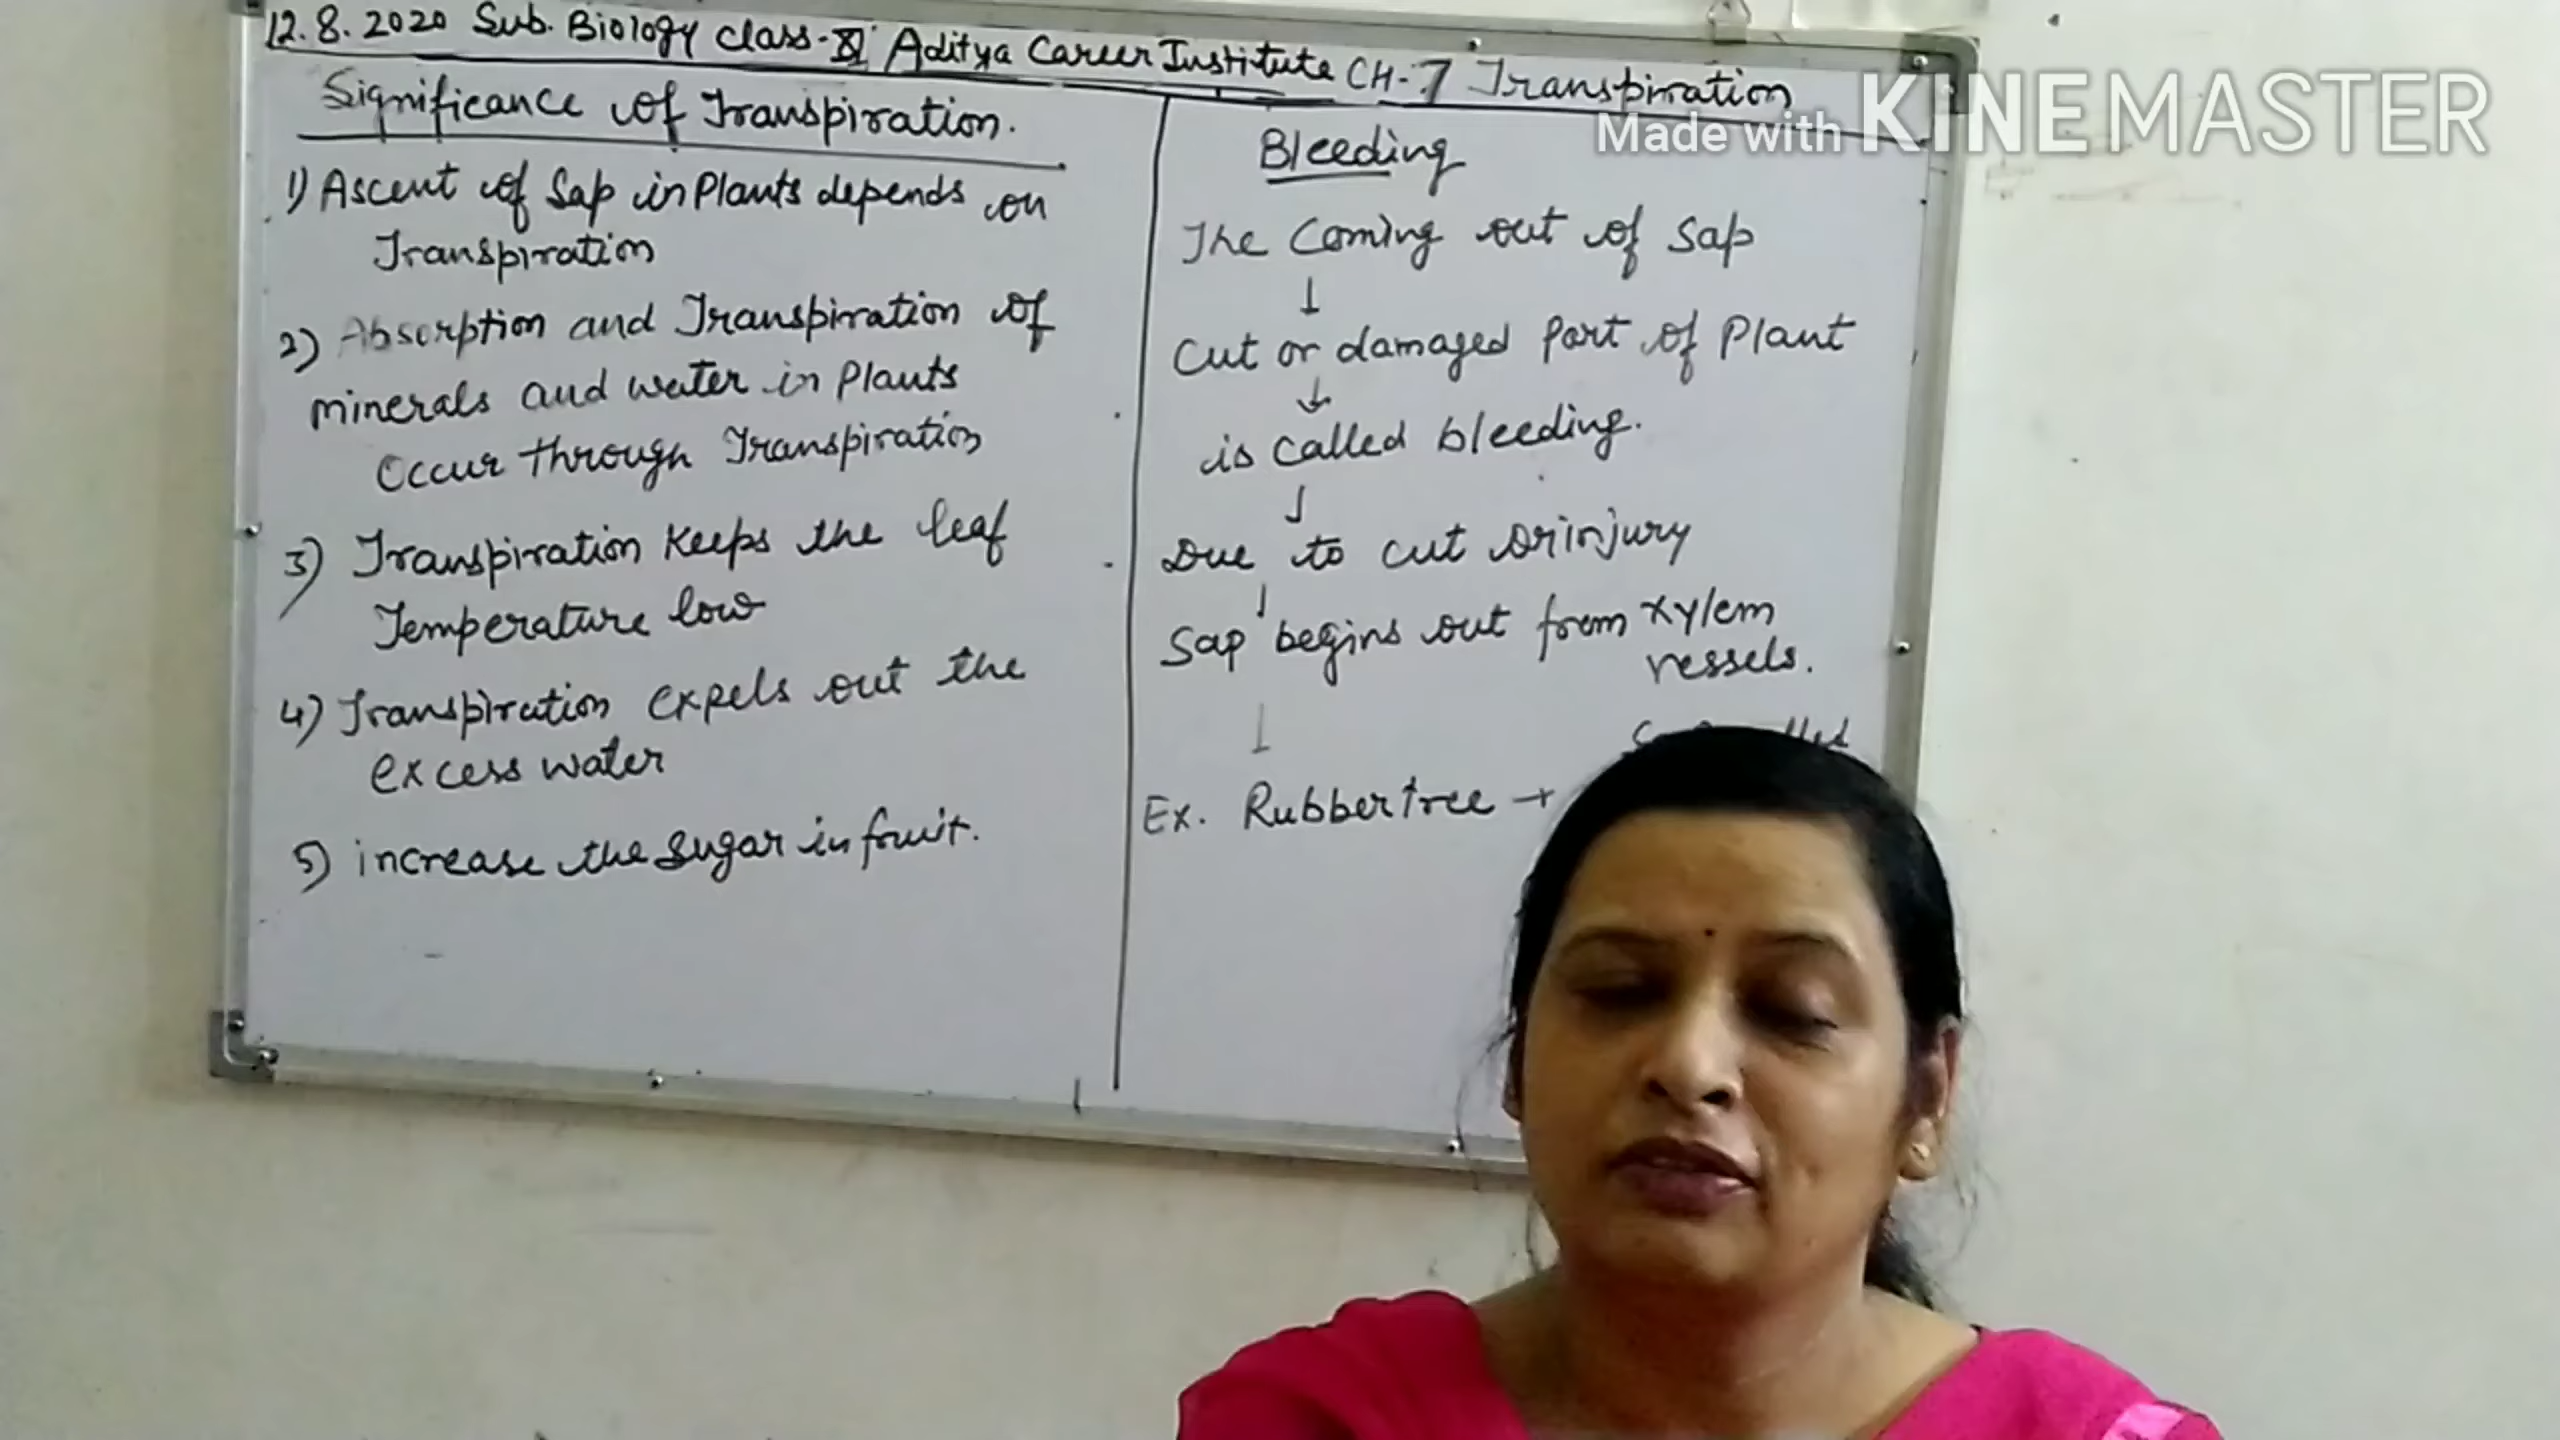 12.8.2020 Sub. Biology Class-XI Aditya Career Institute CH-7 Transpiration
Made with KINEMASTER
Significance of Transpiration.
1) Ascent of Sap in Plants depends on
Transpiration
2) Absorption and Transpiration of
minerals and water in Plants
Occur through Transpiration
3) Transpiration keeps the leaf
Temperature low
4) Transpiration expels out the
excess water
5) increase the sugar in fruit.
Bleeding
The Coming out of Sap
↓
Cut or damaged Part of Plant
↓
is Called bleeding.
↓
Due to cut or injury
↓
Sap begins out from xylem
vessels.
↓
Ex. Rubber tree →